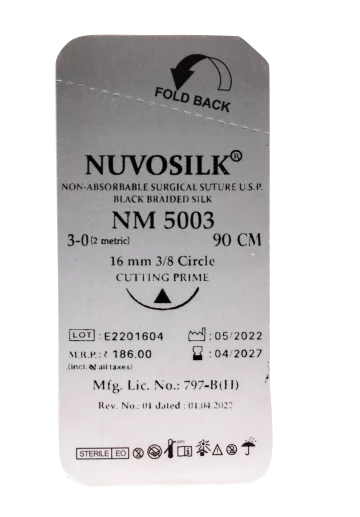 FOLD BACK
NUVOSILK®
NON-ABSORBABLE SURGICAL SUTURE U.S.P.
BLACK BRAIDED SILK
NM 5003
3-0 (2 metric) 90 CM
16 mm 3/8 Circle
CUTTING PRIME
LOT : E2201604 : 05/2022
M.R.P.: ₹ 186.00 : 04/2027
(incl. of all taxes)
Mfg. Lic. No.: 797-B(H)
Rev. No.: 01 dated : 01.04.2022
STERILE EO